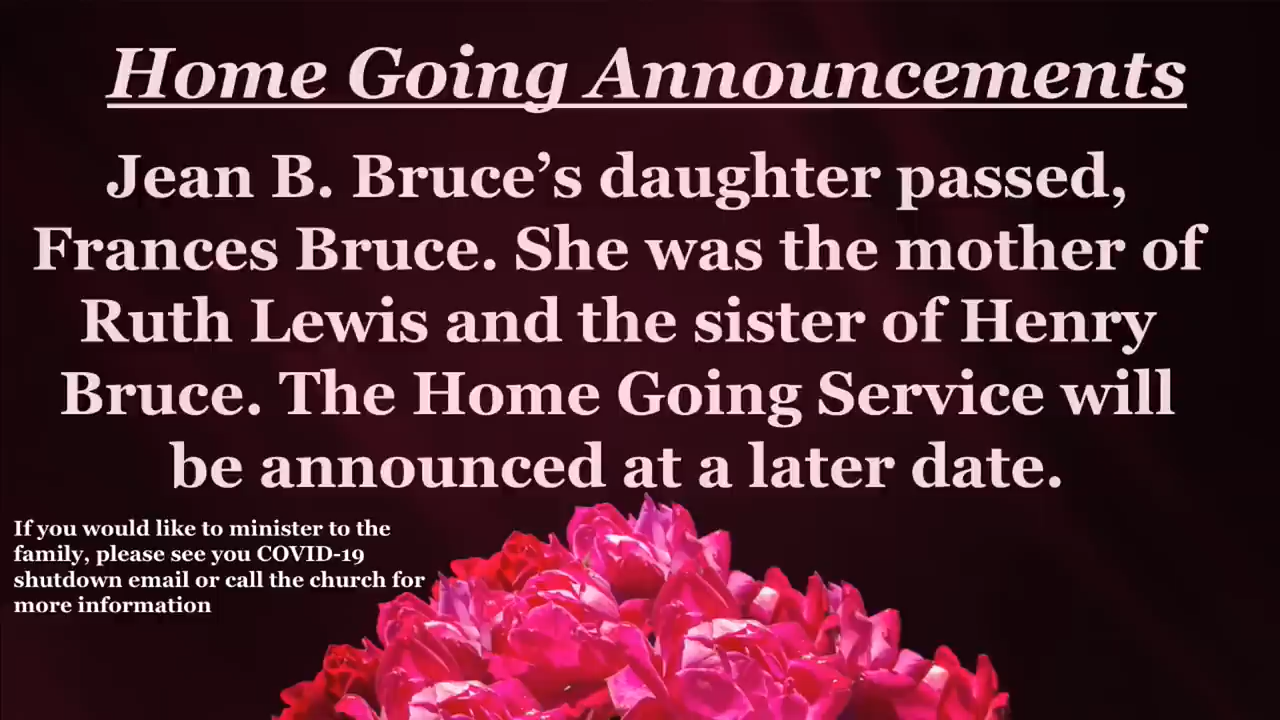 Home Going Announcements
Jean B. Bruce’s daughter passed,
Frances Bruce. She was the mother of
Ruth Lewis and the sister of Henry
Bruce. The Home Going Service will
be announced at a later date.
If you would like to minister to the
family, please see you COVID-19
shutdown email or call the church for
more information